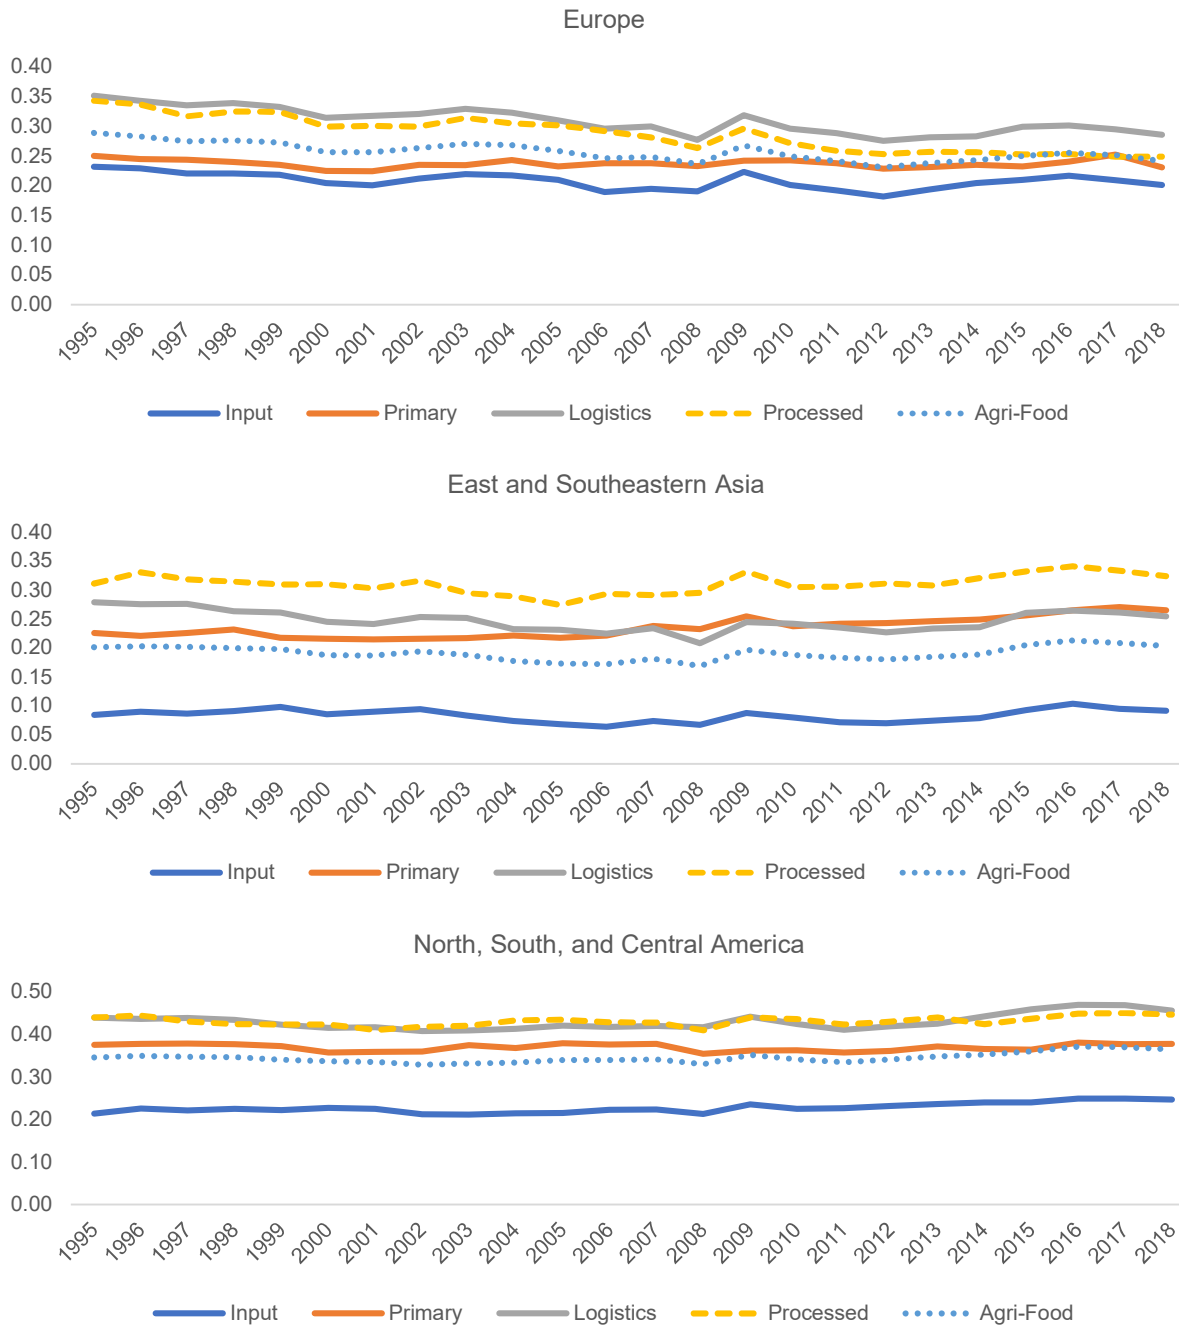 Europe
0.40
0.35
0.30
0.25
0.20
0.15
0.10
0.05
0.00
1995 1996 1997 1998 1999 2000 2001 2002 2003 2004 2005 2006 2007 2008 2009 2010 2011 2012 2013 2014 2015 2016 2017 2018
Input Primary Logistics Processed Agri-Food
East and Southeastern Asia
0.40
0.35
0.30
0.25
0.20
0.15
0.10
0.05
0.00
1995 1996 1997 1998 1999 2000 2001 2002 2003 2004 2005 2006 2007 2008 2009 2010 2011 2012 2013 2014 2015 2016 2017 2018
Input Primary Logistics Processed Agri-Food
North, South, and Central America
0.50
0.40
0.30
0.20
0.10
0.00
1995 1996 1997 1998 1999 2000 2001 2002 2003 2004 2005 2006 2007 2008 2009 2010 2011 2012 2013 2014 2015 2016 2017 2018
Input Primary Logistics Processed Agri-Food